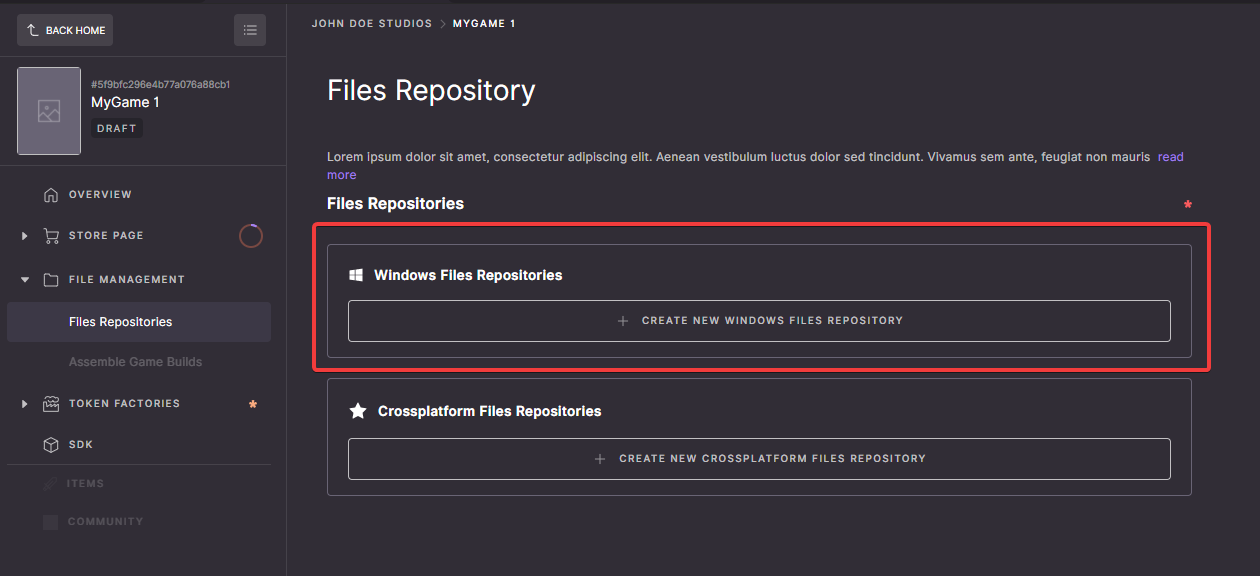 BACK HOME
JOHN DOE STUDIOS > MYGAME 1
#5f9bfc296e4b77a076a88cb1
MyGame 1
DRAFT
OVERVIEW
STORE PAGE
FILE MANAGEMENT
Files Repositories
Assemble Game Builds
TOKEN FACTORIES *
SDK
ITEMS
COMMUNITY
Files Repository
Lorem ipsum dolor sit amet, consectetur adipiscing elit. Aenean vestibulum luctus dolor sed tincidunt. Vivamus sem ante, feugiat non mauris read
more
Files Repositories *
Windows Files Repositories
+ CREATE NEW WINDOWS FILES REPOSITORY
Crossplatform Files Repositories
+ CREATE NEW CROSSPLATFORM FILES REPOSITORY